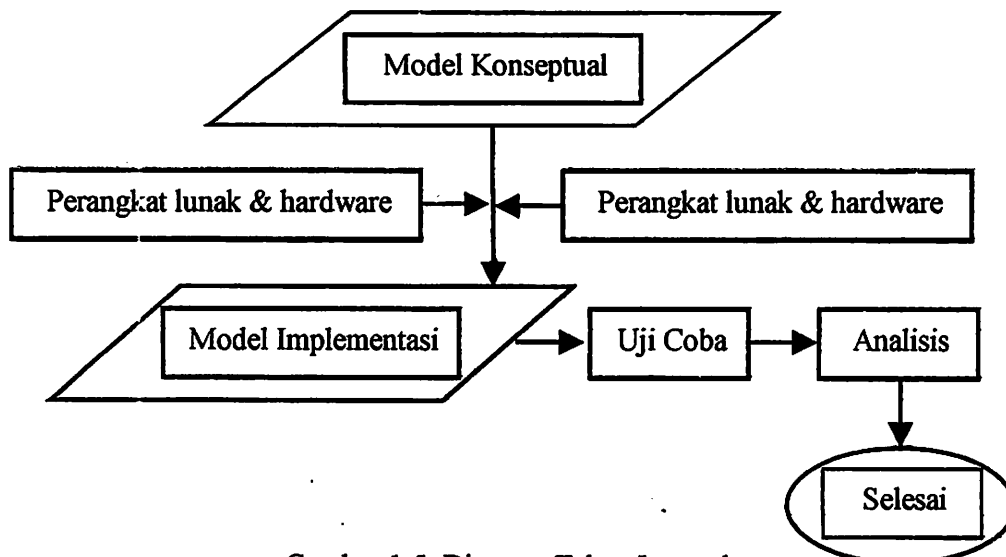 Model Konseptual
Perangkat lunak & hardware
Perangkat lunak & hardware
Model Implementasi
Uji Coba
Analisis
Selesai